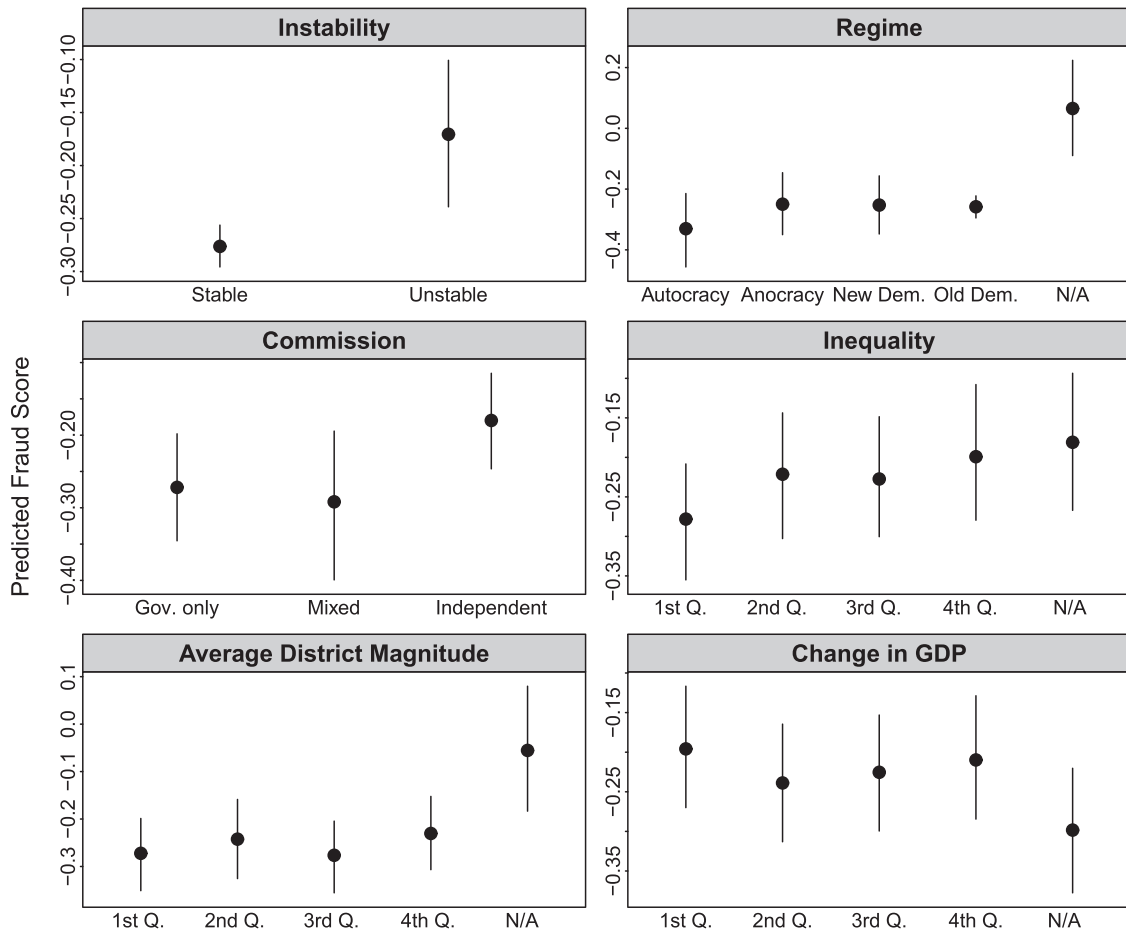 Predicted Fraud Score
Instability
−0.10
−0.15
−0.20
−0.25
−0.30
Stable Unstable
Regime
0.2
0.0
−0.2
−0.4
Autocracy Anocracy New Dem. Old Dem. N/A
Commission
−0.20
−0.30
−0.40
Gov. only Mixed Independent
Inequality
−0.15
−0.25
−0.35
1st Q. 2nd Q. 3rd Q. 4th Q. N/A
Average District Magnitude
0.1
0.0
−0.1
−0.2
−0.3
1st Q. 2nd Q. 3rd Q. 4th Q. N/A
Change in GDP
−0.15
−0.25
−0.35
1st Q. 2nd Q. 3rd Q. 4th Q. N/A